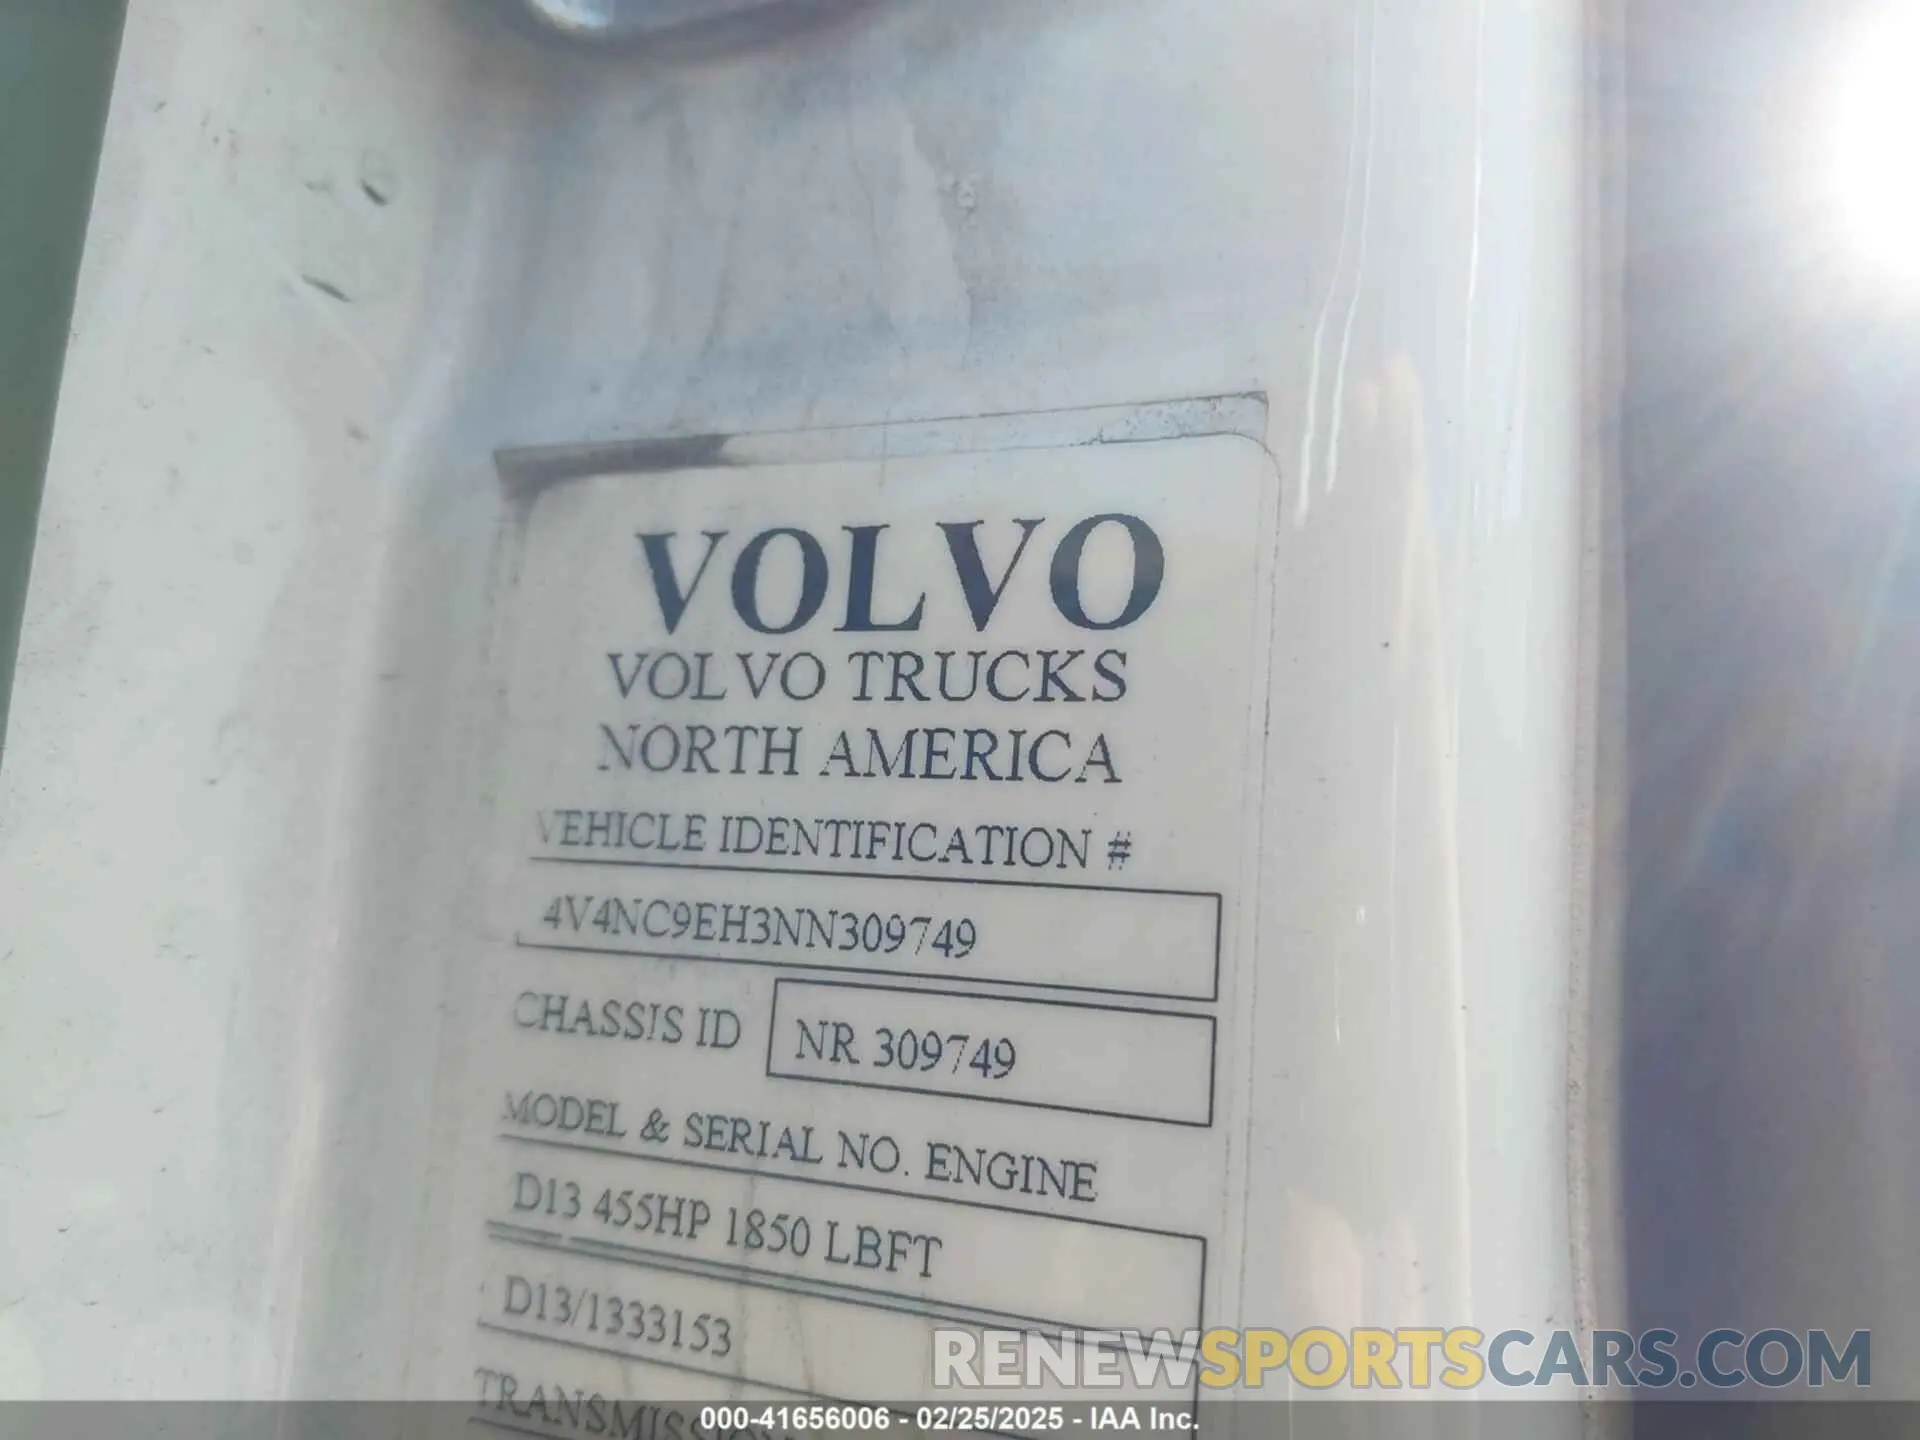 VOLVO
VOLVO TRUCKS
NORTH AMERICA
VEHICLE IDENTIFICATION #
4V4NC9EH3NN309749
CHASSIS ID NR 309749
MODEL & SERIAL NO. ENGINE
D13 455HP 1850 LBFT
D13/1333153
RENEWSPORTSCARS.COM
000-41656006 - 02/25/2025 - IAA Inc.